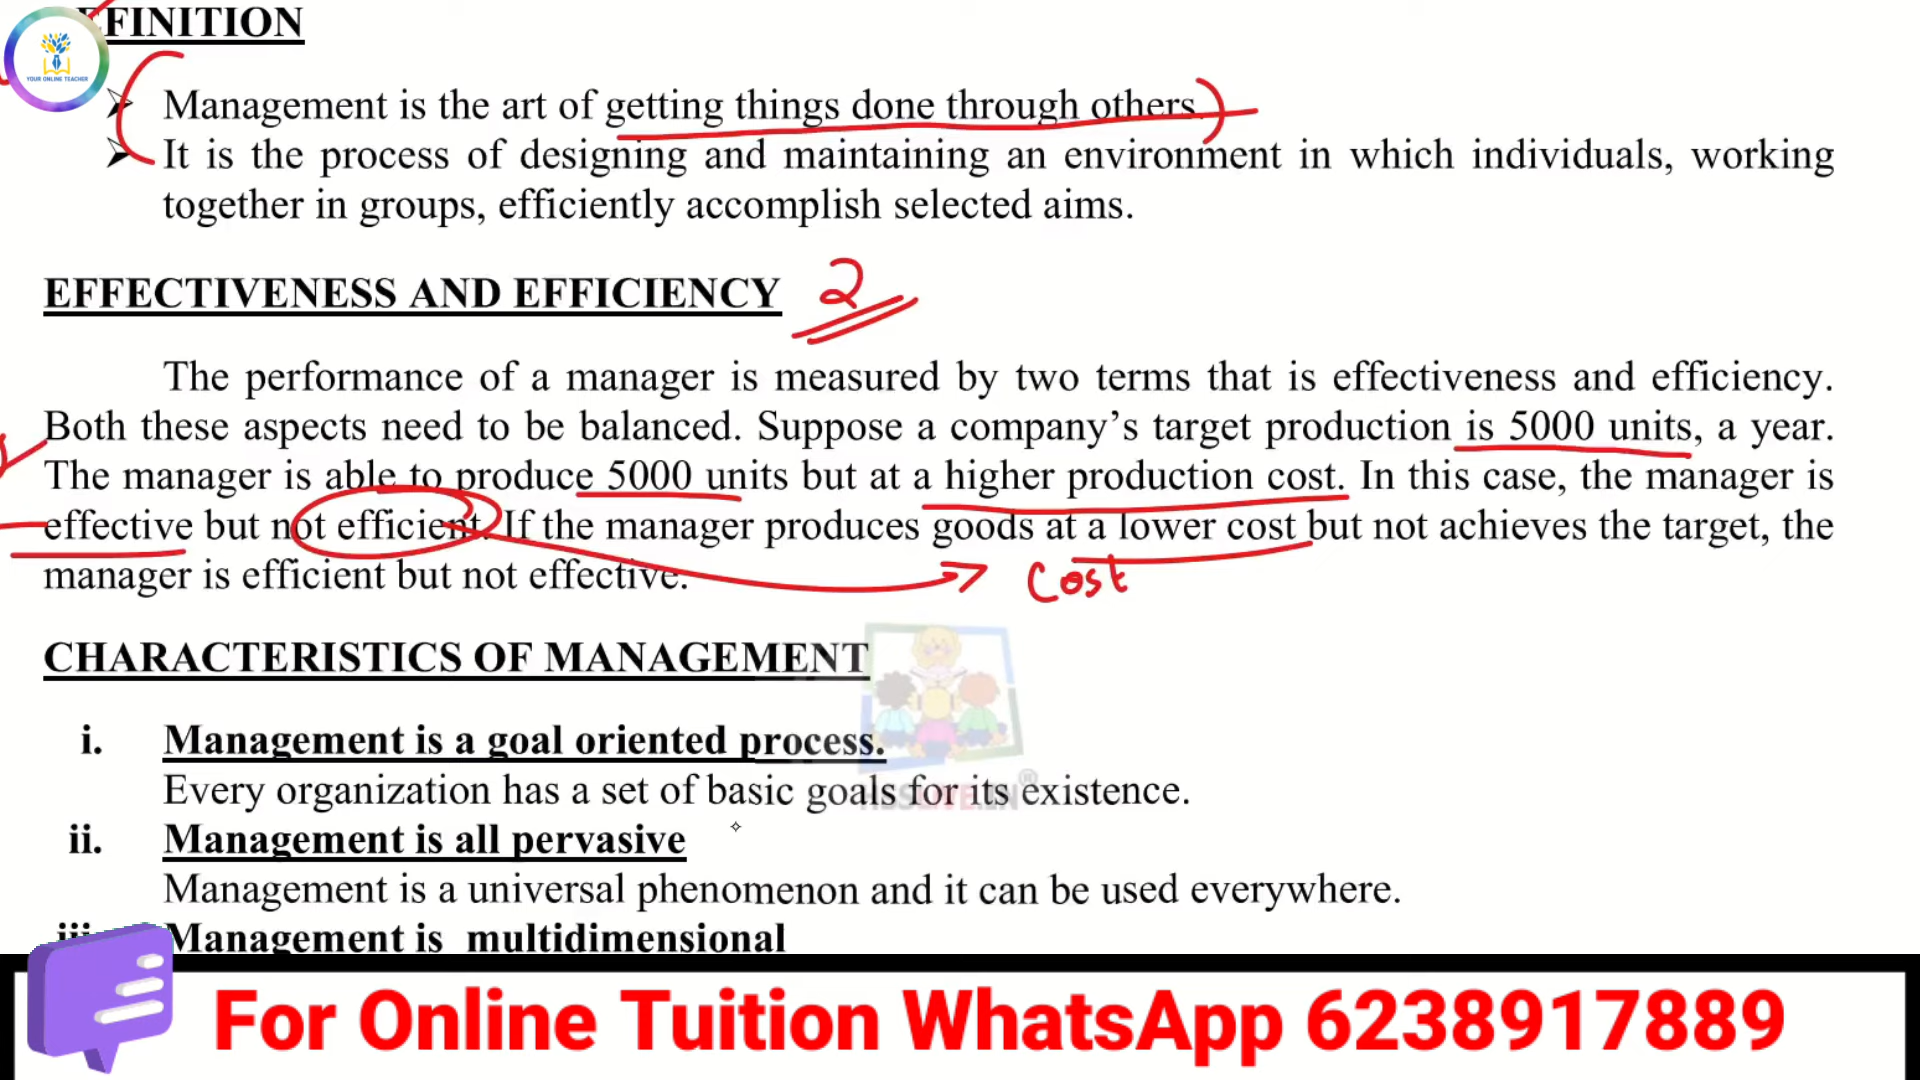 EFINITION
YOUR ONLINE TEACHER
Management is the art of getting things done through others.
It is the process of designing and maintaining an environment in which individuals, working
together in groups, efficiently accomplish selected aims.
EFFECTIVENESS AND EFFICIENCY 2
The performance of a manager is measured by two terms that is effectiveness and efficiency.
Both these aspects need to be balanced. Suppose a company’s target production is 5000 units, a year.
The manager is able to produce 5000 units but at a higher production cost. In this case, the manager is
effective but not efficient. If the manager produces goods at a lower cost but not achieves the target, the
manager is efficient but not effective.
Cost
CHARACTERISTICS OF MANAGEMENT
i. Management is a goal oriented process.
Every organization has a set of basic goals for its existence.
HSSLIVE.IN®
ii. Management is all pervasive
Management is a universal phenomenon and it can be used everywhere.
iii. Management is multidimensional
For Online Tuition WhatsApp 6238917889